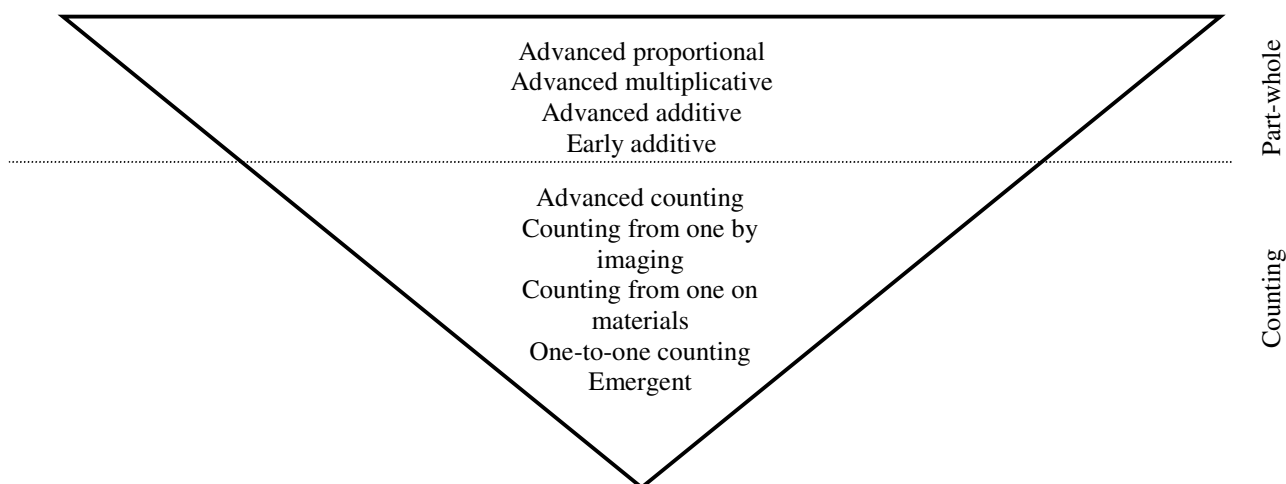 Advanced proportional
Advanced multiplicative
Advanced additive
Early additive
Part-whole
Advanced counting
Counting from one by
imaging
Counting from one on
materials
One-to-one counting
Emergent
Counting